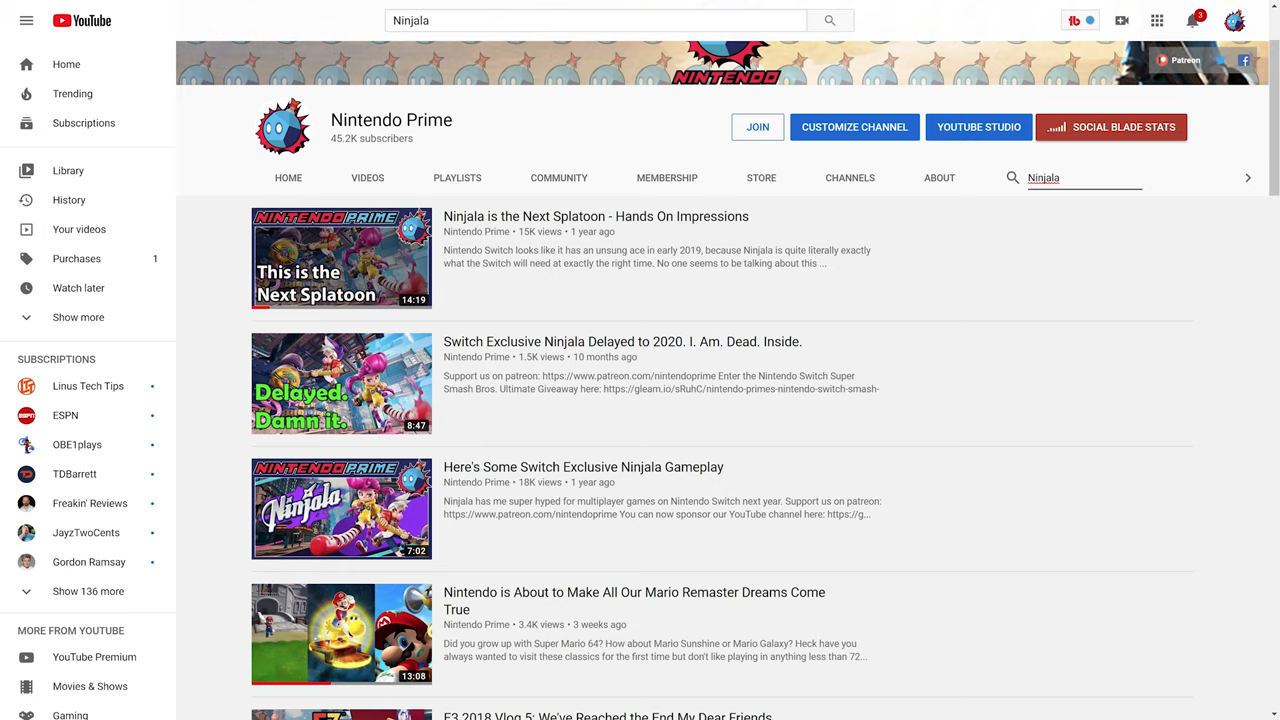 YouTube
Ninjala
3
NINTENDO
Patreon
Home
Trending
Subscriptions
Library
History
Your videos
Purchases 1
Watch later
Show more
SUBSCRIPTIONS
Linus Tech Tips
ESPN
OBE1plays
TDBarrett
Freakin' Reviews
JayzTwoCents
Gordon Ramsay
Show 136 more
MORE FROM YOUTUBE
YouTube Premium
Movies & Shows
Gaming
Nintendo Prime
45.2K subscribers
JOIN
CUSTOMIZE CHANNEL
YOUTUBE STUDIO
SOCIAL BLADE STATS
HOME VIDEOS PLAYLISTS COMMUNITY MEMBERSHIP STORE CHANNELS ABOUT Ninjala
NINTENDO PRIME
This is the
Next Splatoon
14:19
Ninjala is the Next Splatoon - Hands On Impressions
Nintendo Prime • 15K views • 1 year ago
Nintendo Switch looks like it has an unsung ace in early 2019, because Ninjala is quite literally exactly
what the Switch will need at exactly the right time. No one seems to be talking about this ...
Delayed.
Damn it.
8:47
Switch Exclusive Ninjala Delayed to 2020. I. Am. Dead. Inside.
Nintendo Prime • 1.5K views • 10 months ago
Support us on patreon: https://www.patreon.com/nintendoprime Enter the Nintendo Switch Super
Smash Bros. Ultimate Giveaway here: https://gleam.io/sRuhC/nintendo-primes-nintendo-switch-smash-
NINTENDO PRIME
Ninjala
7:02
Here's Some Switch Exclusive Ninjala Gameplay
Nintendo Prime • 18K views • 1 year ago
Ninjala has me super hyped for multiplayer games on Nintendo Switch next year. Support us on patreon:
https://www.patreon.com/nintendoprime You can now sponsor our YouTube channel here: https://g...
13:08
Nintendo is About to Make All Our Mario Remaster Dreams Come
True
Nintendo Prime • 3.4K views • 3 weeks ago
Did you grow up with Super Mario 64? How about Mario Sunshine or Mario Galaxy? Heck have you
always wanted to visit these classics for the first time but don't like playing in anything less than 72...
E3 2018 Vlog 5: We've Reached the End My Dear Friends